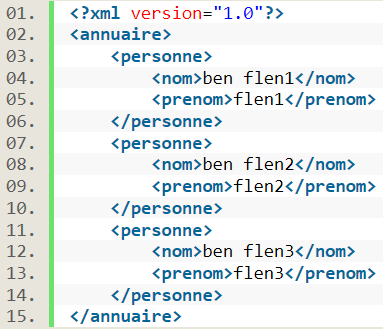 01. <?xml version="1.0"?>
02. <annuaire>
03.     <personne>
04.         <nom>ben flen1</nom>
05.         <prenom>flen1</prenom>
06.     </personne>
07.     <personne>
08.         <nom>ben flen2</nom>
09.         <prenom>flen2</prenom>
10.     </personne>
11.     <personne>
12.         <nom>ben flen3</nom>
13.         <prenom>flen3</prenom>
14.     </personne>
15. </annuaire>